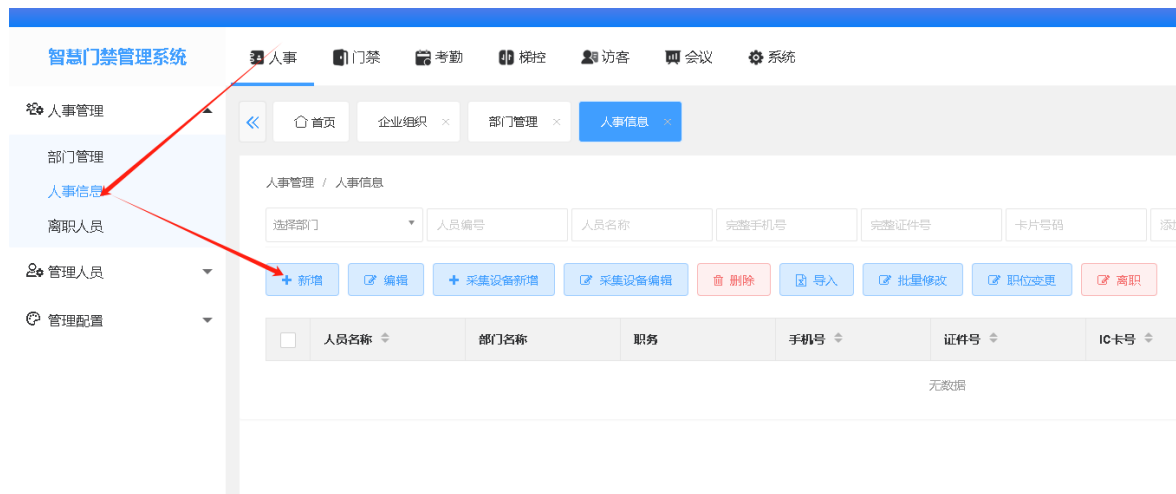 智慧门禁管理系统 人事 门禁 考勤 梯控 访客 会议 系统
人事管理
部门管理
人事信息
离职人员
管理人员
管理配置
首页 企业组织 × 部门管理 × 人事信息 ×
人事管理 / 人事信息
选择部门 人员编号 人员名称 完整手机号 完整证件号 卡片号码
新增 编辑 采集设备新增 采集设备编辑 删除 导入 批量修改 职位变更 离职
人员名称 部门名称 职务 手机号 证件号 IC卡号
无数据